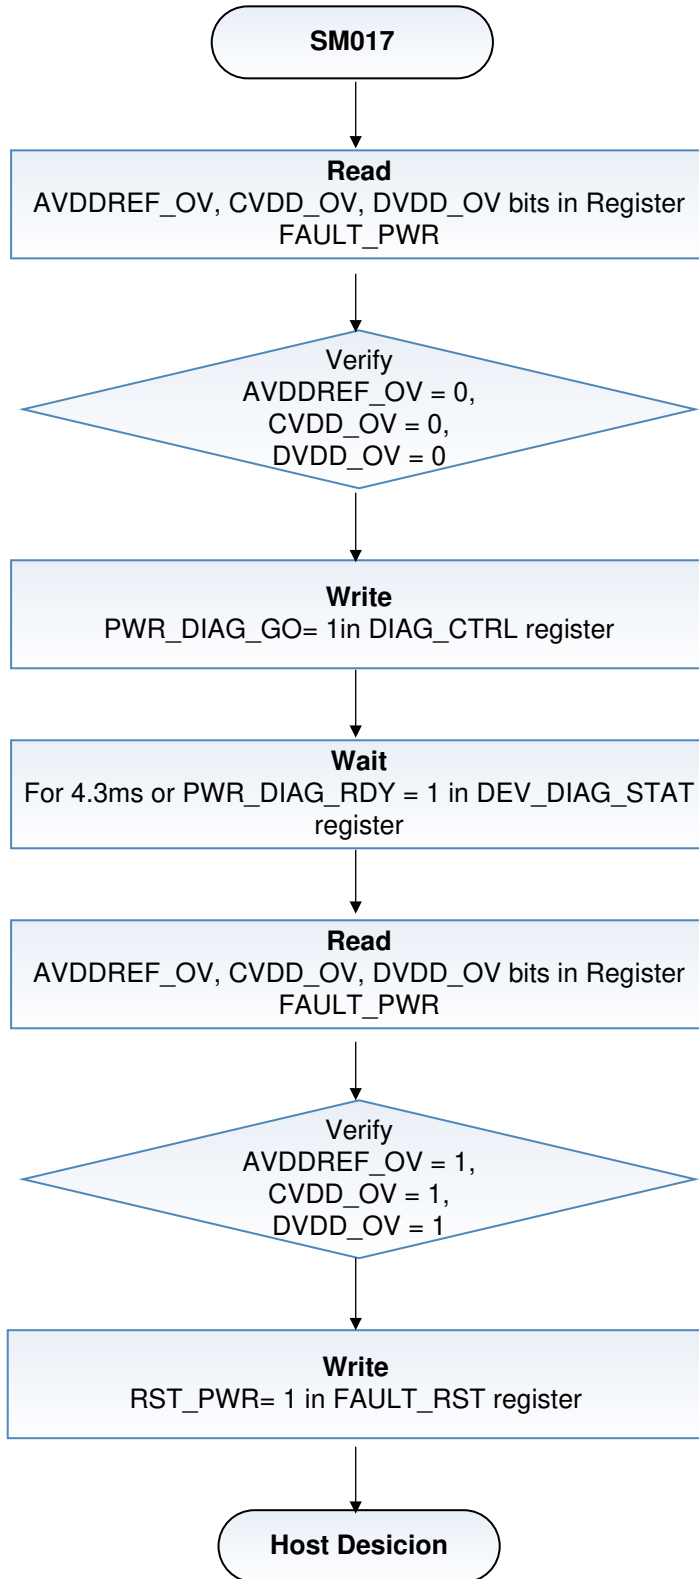 SM017
Read
AVDDREF_OV, CVDD_OV, DVDD_OV bits in Register
FAULT_PWR
Verify
AVDDREF_OV = 0,
CVDD_OV = 0,
DVDD_OV = 0
Write
PWR_DIAG_GO= 1in DIAG_CTRL register
Wait
For 4.3ms or PWR_DIAG_RDY = 1 in DEV_DIAG_STAT
register
Read
AVDDREF_OV, CVDD_OV, DVDD_OV bits in Register
FAULT_PWR
Verify
AVDDREF_OV = 1,
CVDD_OV = 1,
DVDD_OV = 1
Write
RST_PWR= 1 in FAULT_RST register
Host Desicion